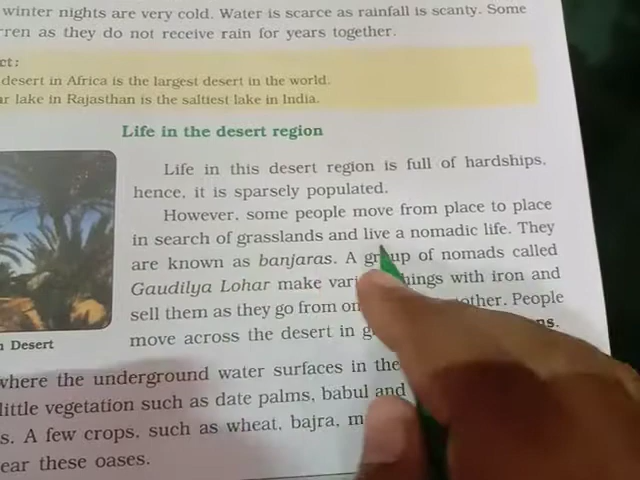 winter nights are very cold. Water is scarce as rainfall is scanty. Some
rren as they do not receive rain for years together.
ct:
desert in Africa is the largest desert in the world.
ar lake in Rajasthan is the saltiest lake in India.
Life in the desert region
Life in this desert region is full of hardships,
hence, it is sparsely populated.
However, some people move from place to place
in search of grasslands and live a nomadic life. They
are known as banjaras. A group of nomads called
Gaudilya Lohar make vari hings with iron and
sell them as they go from on other. People
Desert
move across the desert in g ns.
where the underground water surfaces in the
little vegetation such as date palms, babul and
s. A few crops, such as wheat, bajra, m
ear these oases.